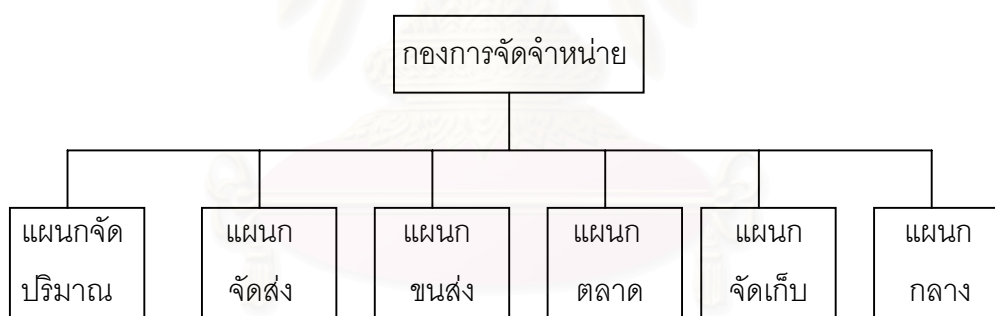 กองการจัดจำหน่าย
แผนกจัด
ปริมาณ
แผนก
จัดส่ง
แผนก
ขนส่ง
แผนก
ตลาด
แผนก
จัดเก็บ
แผนก
กลาง